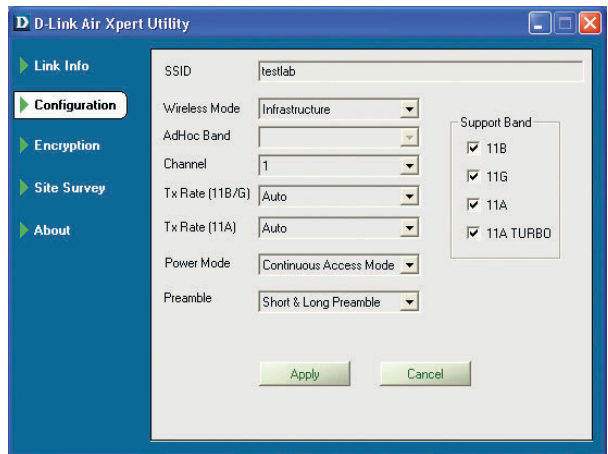 D D-Link Air Xpert Utility
Link Info
Configuration
Encryption
Site Survey
About
SSID testlab
Wireless Mode Infrastructure
AdHoc Band
Channel 1
Tx Rate (11B/G) Auto
Tx Rate (11A) Auto
Power Mode Continuous Access Mode
Preamble Short & Long Preamble
Support Band
11B
11G
11A
11A TURBO
Apply Cancel